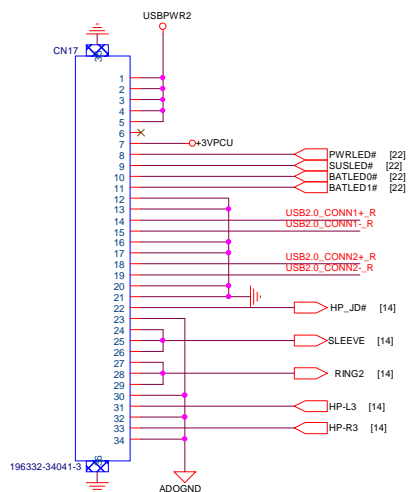 USBPWR2
CN17
36
1
2
3
4
5
6
7 +3VPCU
8 PWRLED# [22]
9 SUSLED# [22]
10 BATLED0# [22]
11 BATLED1# [22]
12
13
14 USB2.0_CONN1+_R
15 USB2.0_CONN1-_R
16
17
18 USB2.0_CONN2+_R
19 USB2.0_CONN2-_R
20
21
22 HP_JD# [14]
23
24
25 SLEEVE [14]
26
27
28 RING2 [14]
29
30
31 HP-L3 [14]
32
33 HP-R3 [14]
34
196332-34041-3
ADOGND